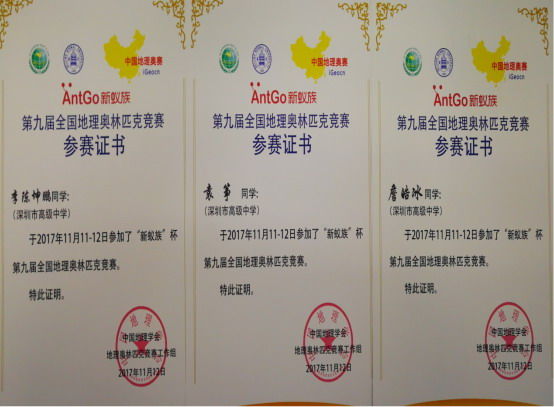 中国地理奥赛
iGeocn
AntGo新蚁族
第九届全国地理奥林匹克竞赛
参赛证书
李陈坤鹏同学:
(深圳市高级中学)
于2017年11月11-12日参加了“新蚁族”杯
第九届全国地理奥林匹克竞赛。
特此证明。
中国地理学会
地理奥林匹克竞赛工作组
2017年11月12日
中国地理奥赛
iGeocn
AntGo新蚁族
第九届全国地理奥林匹克竞赛
参赛证书
袁筝 同学:
(深圳市高级中学)
于2017年11月11-12日参加了“新蚁族”杯
第九届全国地理奥林匹克竞赛。
特此证明。
中国地理学会
地理奥林匹克竞赛工作组
2017年11月12日
中国地理奥赛
iGeocn
AntGo新蚁族
第九届全国地理奥林匹克竞赛
参赛证书
詹皓冰同学:
(深圳市高级中学)
于2017年11月11-12日参加了“新蚁族”杯
第九届全国地理奥林匹克竞赛。
特此证明。
中国地理学会
地理奥林匹克竞赛工作组
2017年11月12日